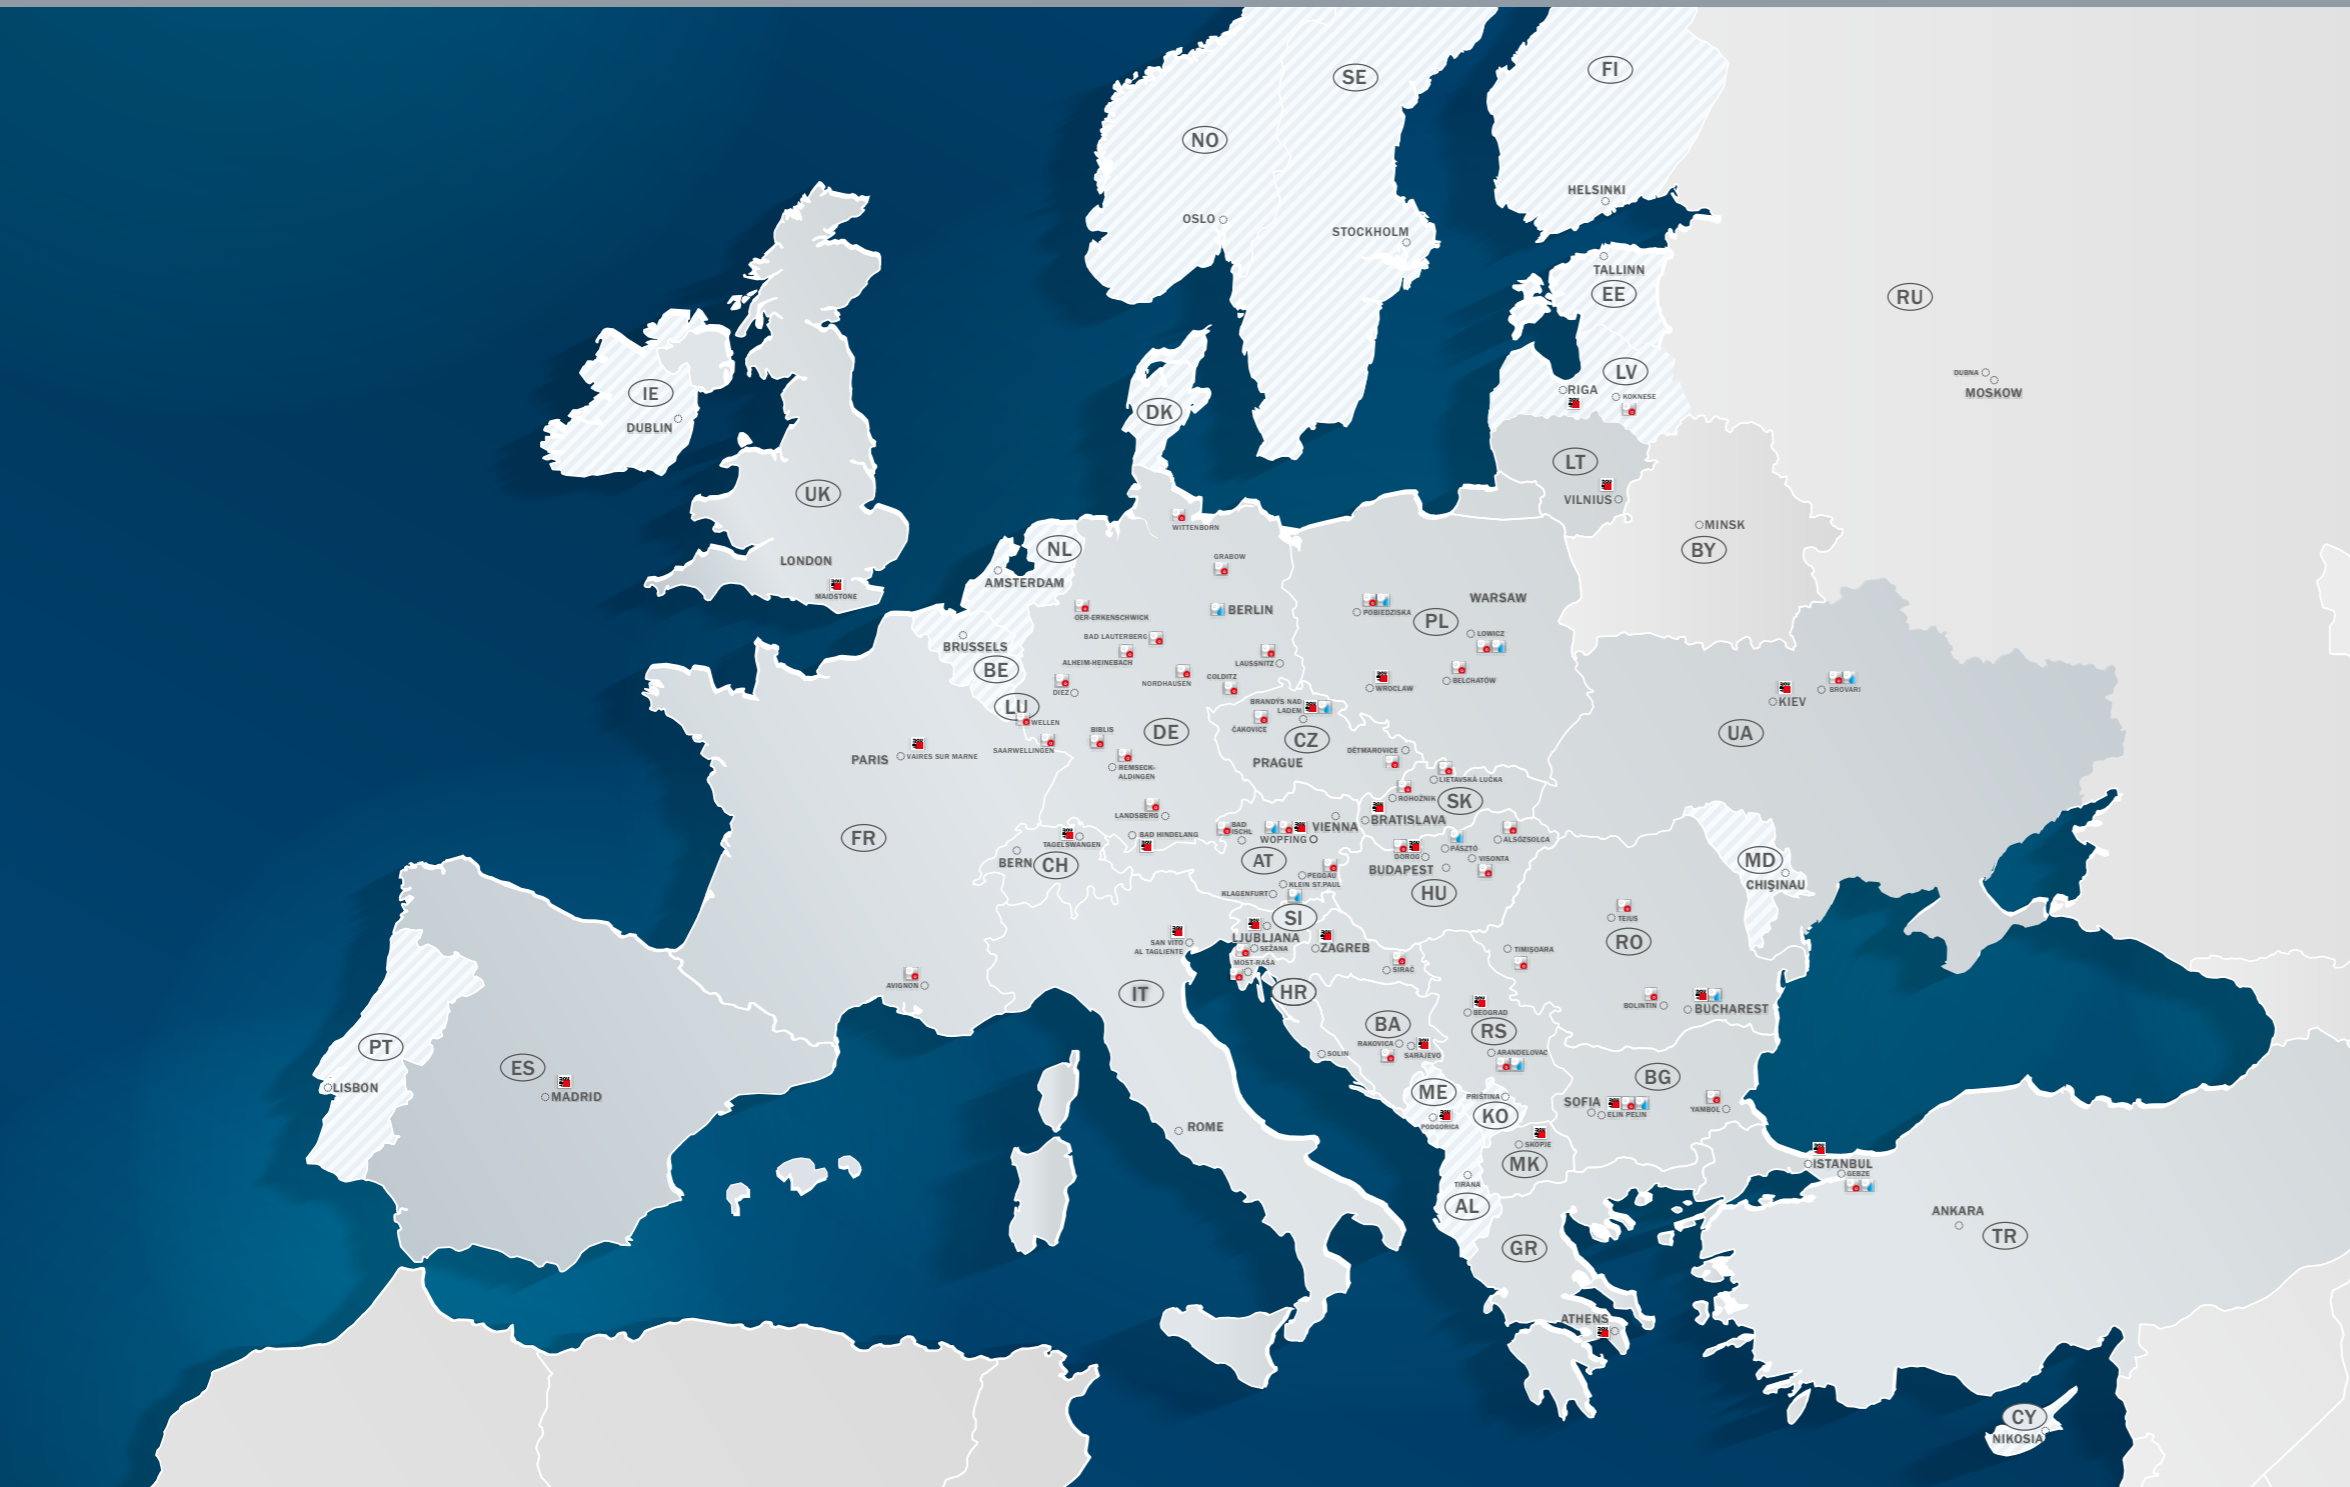 FI
SE
NO
HELSINKI
OSLO
STOCKHOLM
TALLINN
EE
RU
LV
DUBNA
MOSKOW
RIGA
KOKNESE
IE
DUBLIN
DK
LT
VILNIUS
UK
MINSK
BY
WITTENBORN
NL
GRABOW
LONDON
AMSTERDAM
MAIDSTONE
WARSAW
OER-ERKENSCHWICK
BERLIN
POBIEDZISKA
PL
LOWICZ
BAD LAUTERBERG
BRUSSELS
BE
ALHEIM-HEINEBACH
LAUSSNITZ
COLDITZ
NORDHAUSEN
DIEZ
BELCHATÓW
WROCLAW
BROVARI
KIEV
LU
WELLEN
BRANDÝS NAD
LADEN
ČAKOVICE
BIBLIS
DE
CZ
UA
SAARWELLINGEN
DĚTMAROVICE
PARIS
VAIRES SUR MARNE
PRAGUE
REMSECK-
ALDINGEN
LIETAVSKÁ LÚČKA
ROHOŽNIK
SK
LANDSBERG
BRATISLAVA
BAD
ISCHL
VIENNA
FR
BAD HINDELANG
WOPFING
ALSÓZSOLCA
TAGELSWANGEN
PÁSZTÓ
DOROG
VISONTA
BERN
CH
AT
BUDAPEST
MD
CHIŞINAU
PEGGAU
KLEIN ST.PAUL
KLAGENFURT
HU
SI
TEIUS
LJUBLJANA
RO
SAN VITO
AL TAGLIENTE
SEŽANA
ZAGREB
TIMIŞOARA
MOST-RAŠA
SIRAČ
AVIGNON
IT
HR
BOLINTIN
BUCHAREST
BEOGRAD
BA
RS
RAKOVICA
SARAJEVO
SOLIN
ARANDELOVAC
PT
ES
BG
LISBON
MADRID
ME
PRIŠTINA
SOFIA
ELIN PELIN
YAMBOL
KO
PODGORICA
ROME
SKOPJE
MK
ISTANBUL
GEBZE
TIRANA
AL
ANKARA
TR
GR
ATHENS
CY
NIKOSIA